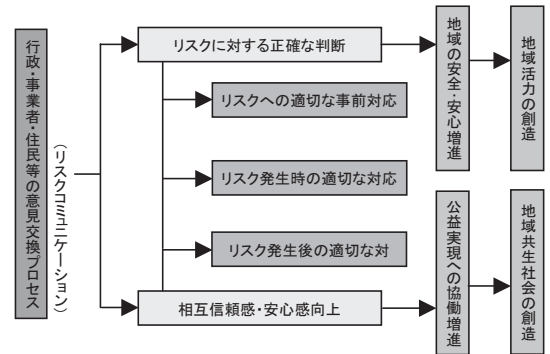 行政・事業者・住民等の意見交換プロセス
(リスクコミュニケーション)
リスクに対する正確な判断
リスクへの適切な事前対応
リスク発生時の適切な対応
リスク発生後の適切な対
相互信頼感・安心感向上
地域の安全・安心増進
地域活力の創造
公益実現への協働増進
地域共生社会の創造